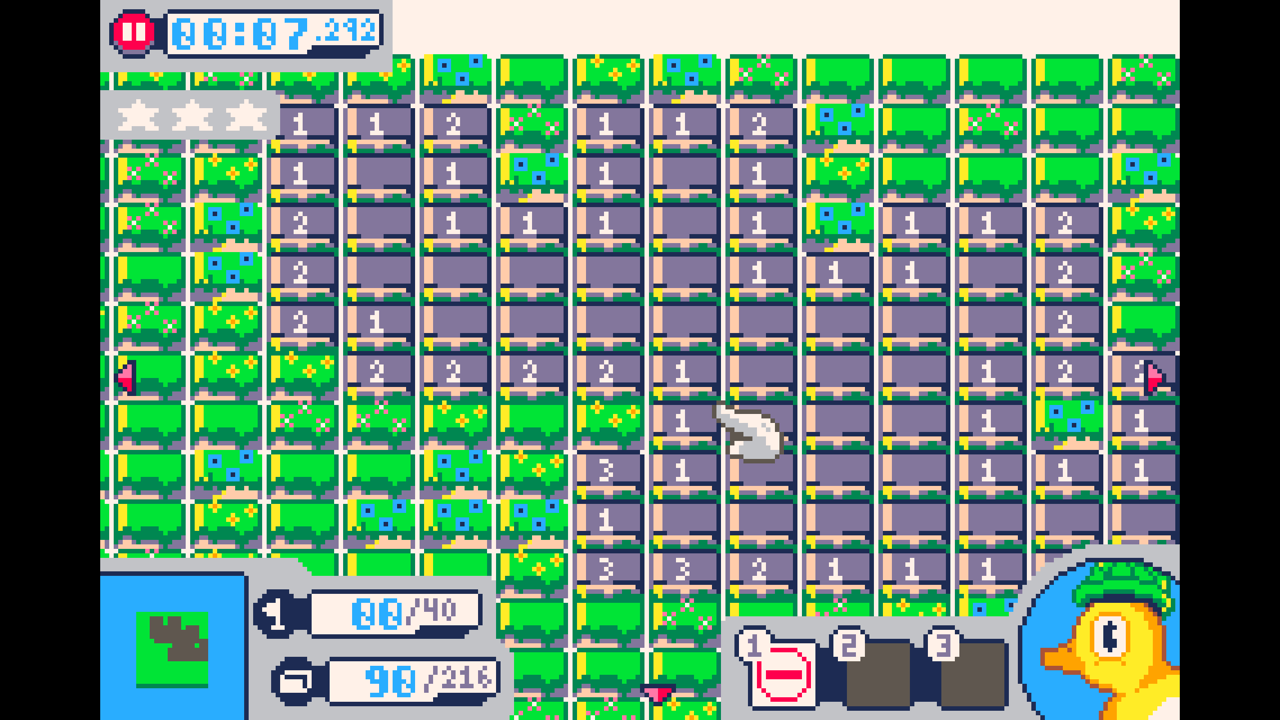 00:07.292
1 1 2 1 1 2
1 1 1 1
2 1 1 1 1 1 1 2
2 1 1 1 2
2 1 2
2 2 2 2 1 1 2
1 1 1
3 1 1 1 1
1
3 3 2 1 1 1
1 00/40
90/216
1 2 3